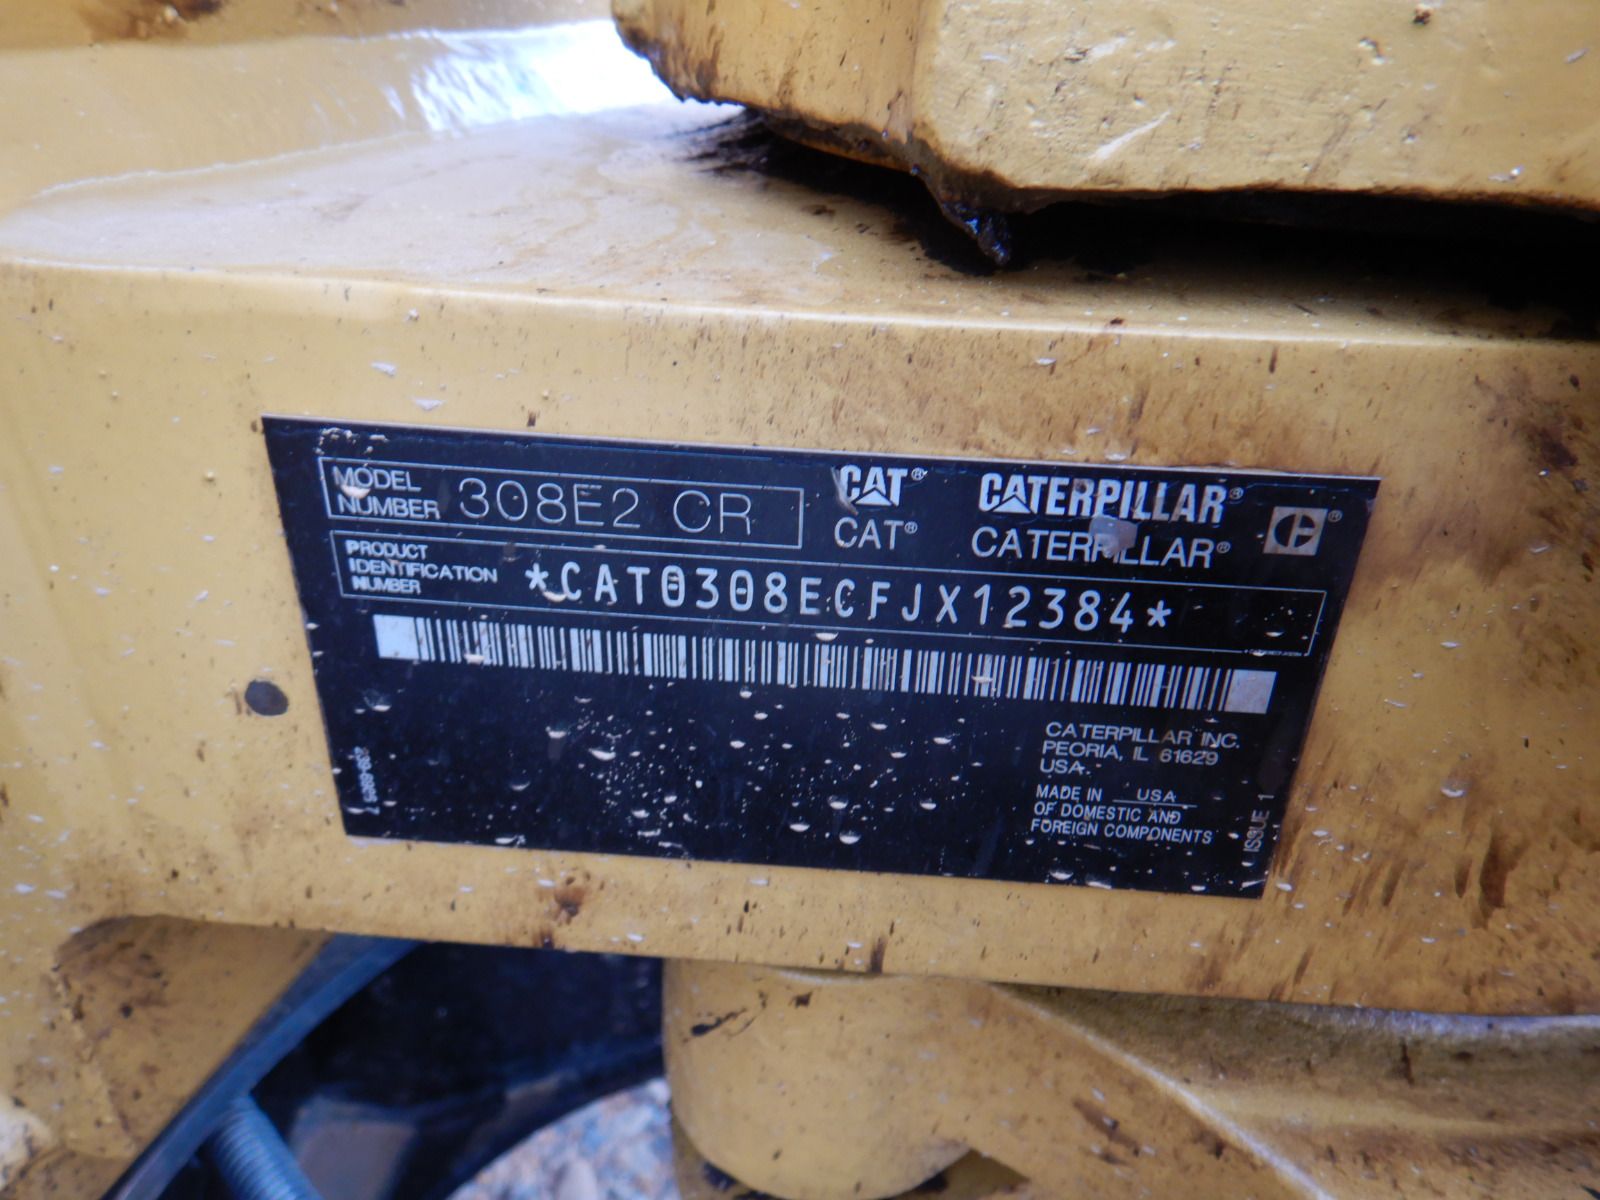 MODEL
NUMBER 308E2 CR
CAT® CATERPILLAR®
CAT® CATERPILLAR® ®
PRODUCT
IDENTIFICATION
NUMBER *CAT0308ECFJX12384*
CATERPILLAR INC.
PEORIA, IL 61629
USA
MADE IN USA
OF DOMESTIC AND
FOREIGN COMPONENTS
ISSUE 1